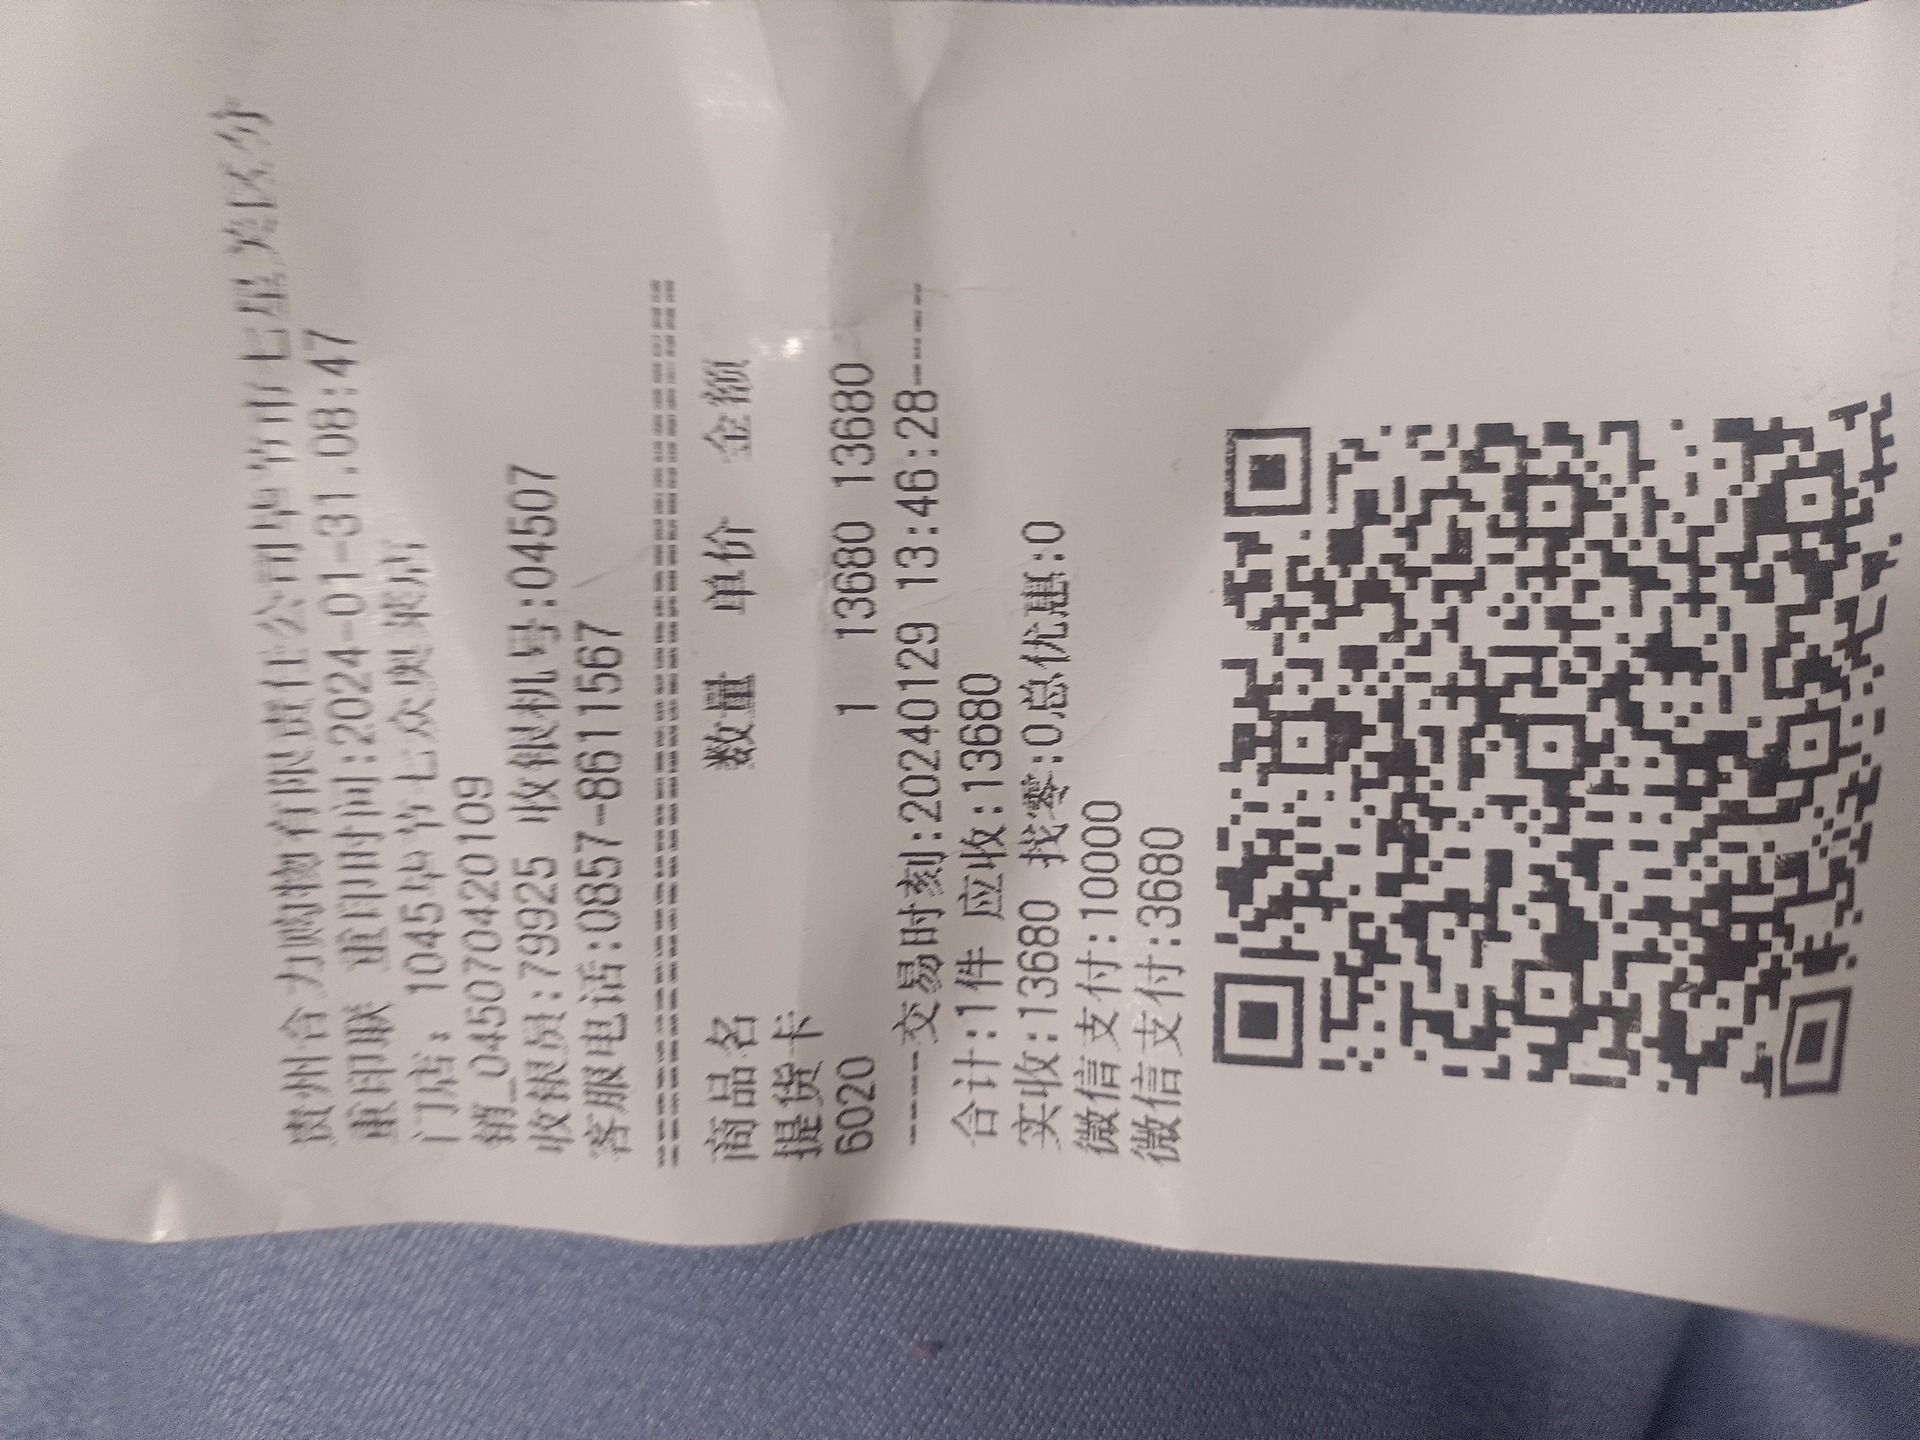 贵州合力购物有限责任公司毕节市七星关区分
重印联 重印时间:2024-01-31.08:47
门店: 1045毕节七众奥莱店
销_04507042010​9
收银员:79925 收银机号:04507
客服电话:0857-8611567
================================
商品名 数量 单价 金额
提货卡
6020 1 13680 13680
----交易时刻:20240129 13:46:28----
合计:1件 应收:13680
实收:13680 找零:0总优惠:0
微信支付:10000
微信支付:3680